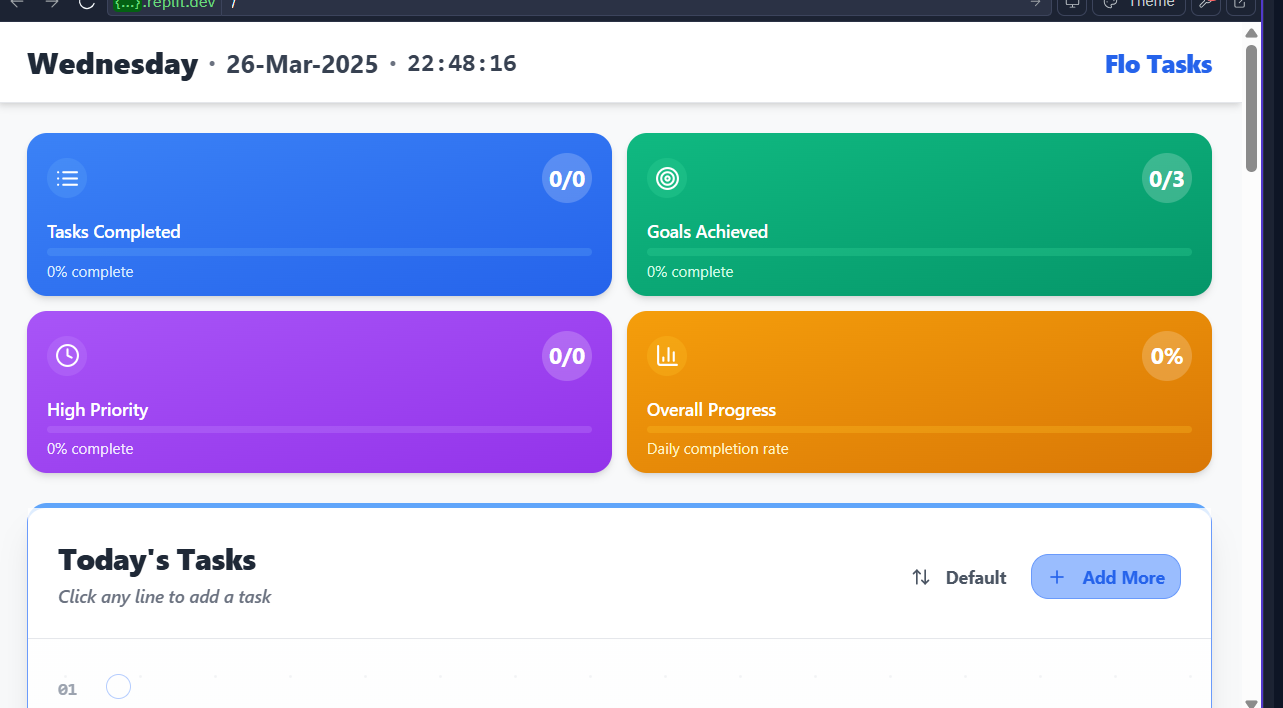 {...}.replit.dev /
Theme
Wednesday · 26-Mar-2025 · 22:48:16
Flo Tasks
0/0
Tasks Completed
0% complete
0/3
Goals Achieved
0% complete
0/0
High Priority
0% complete
0%
Overall Progress
Daily completion rate
Today's Tasks
Click any line to add a task
Default
+ Add More
01